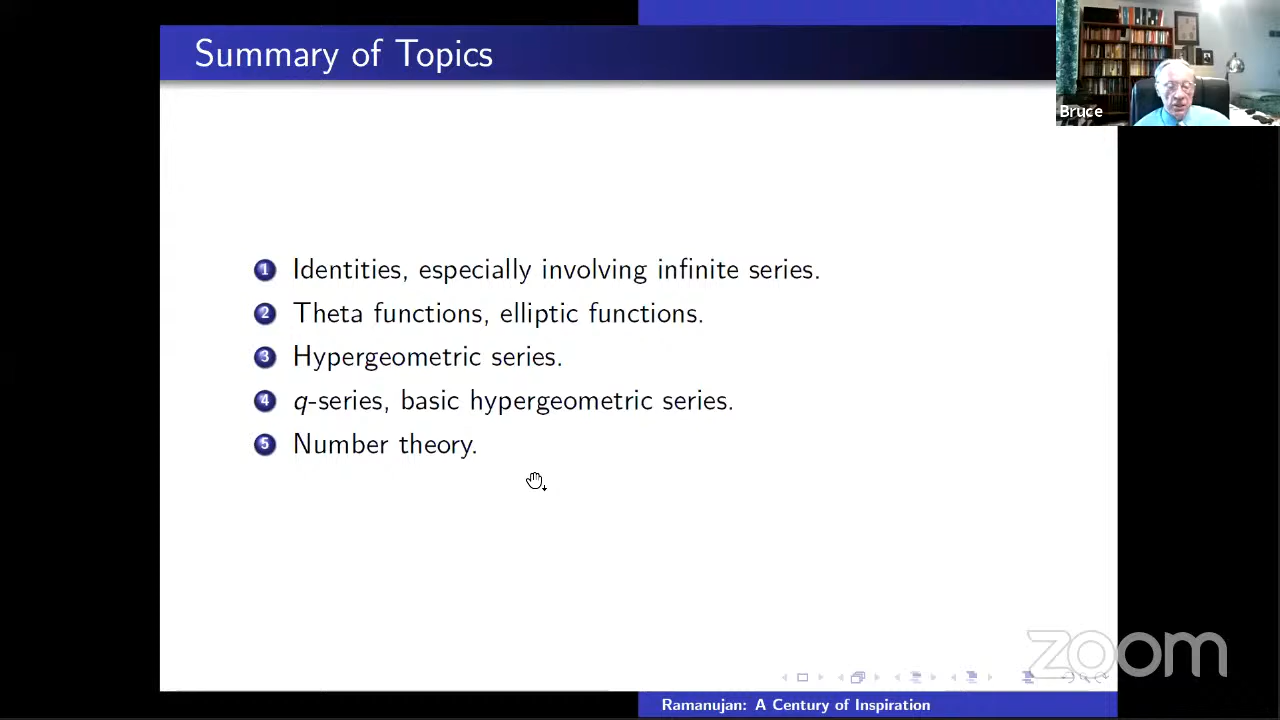 Summary of Topics
Bruce
1 Identities, especially involving infinite series.
2 Theta functions, elliptic functions.
3 Hypergeometric series.
4 q-series, basic hypergeometric series.
5 Number theory.
zoom
Ramanujan: A Century of Inspiration